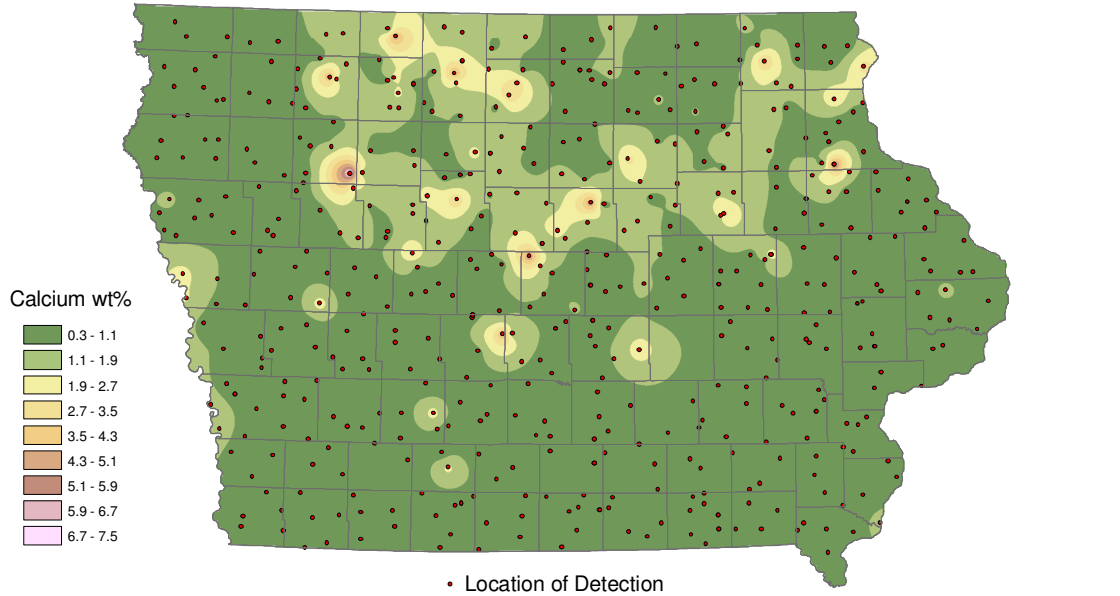 Calcium wt%
0.3 - 1.1
1.1 - 1.9
1.9 - 2.7
2.7 - 3.5
3.5 - 4.3
4.3 - 5.1
5.1 - 5.9
5.9 - 6.7
6.7 - 7.5
Location of Detection